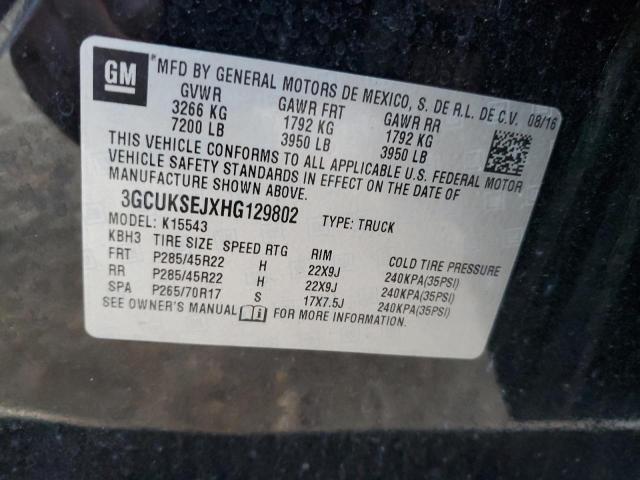 GM
*MFD BY GENERAL MOTORS DE MEXICO, S. DE R.L. DE C.V. 08/16
GVWR GAWR FRT GAWR RR
3266 KG 1792 KG 1792 KG
7200 LB 3950 LB 3950 LB
THIS VEHICLE CONFORMS TO ALL APPLICABLE U.S. FEDERAL MOTOR
VEHICLE SAFETY STANDARDS IN EFFECT ON THE DATE OF
MANUFACTURE SHOWN ABOVE.
3GCUKSEJXHG129802 TYPE: TRUCK
MODEL: K15543
KBH3 TIRE SIZE SPEED RTG RIM COLD TIRE PRESSURE
FRT P285/45R22 H 22X9J 240KPA(35PSI)
RR P285/45R22 H 22X9J 240KPA(35PSI)
SPA P265/70R17 S 17X7.5J 240KPA(35PSI)
SEE OWNER'S MANUAL FOR MORE INFORMATION.